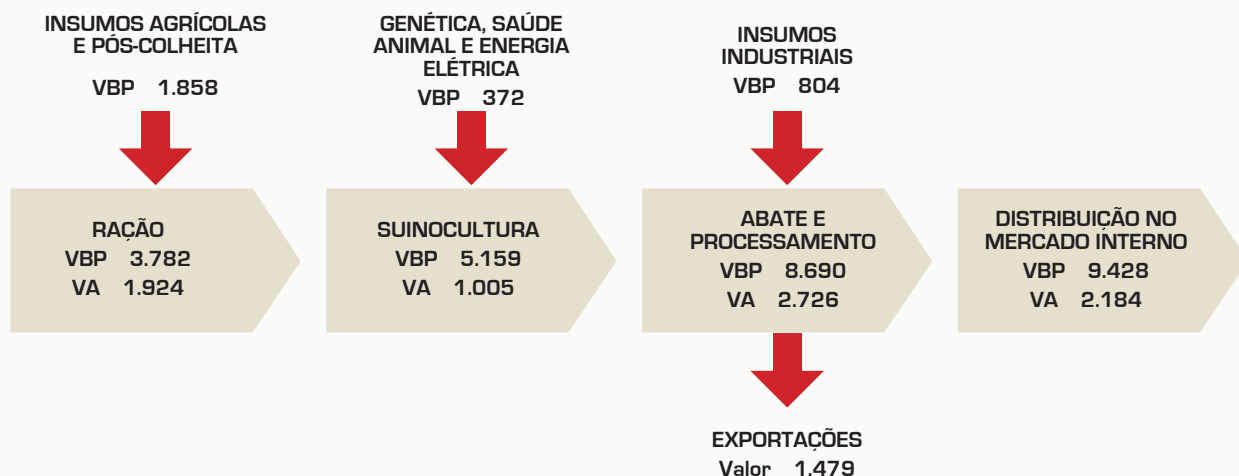 INSUMOS AGRÍCOLAS
E PÓS-COLHEITA
VBP 1.858
GENÉTICA, SAÚDE
ANIMAL E ENERGIA
ELÉTRICA
VBP 372
INSUMOS
INDUSTRIAIS
VBP 804
RAÇÃO
VBP 3.782
VA 1.924
SUINOCULTURA
VBP 5.159
VA 1.005
ABATE E
PROCESSAMENTO
VBP 8.690
VA 2.726
DISTRIBUIÇÃO NO
MERCADO INTERNO
VBP 9.428
VA 2.184
EXPORTAÇÕES
Valor 1.479